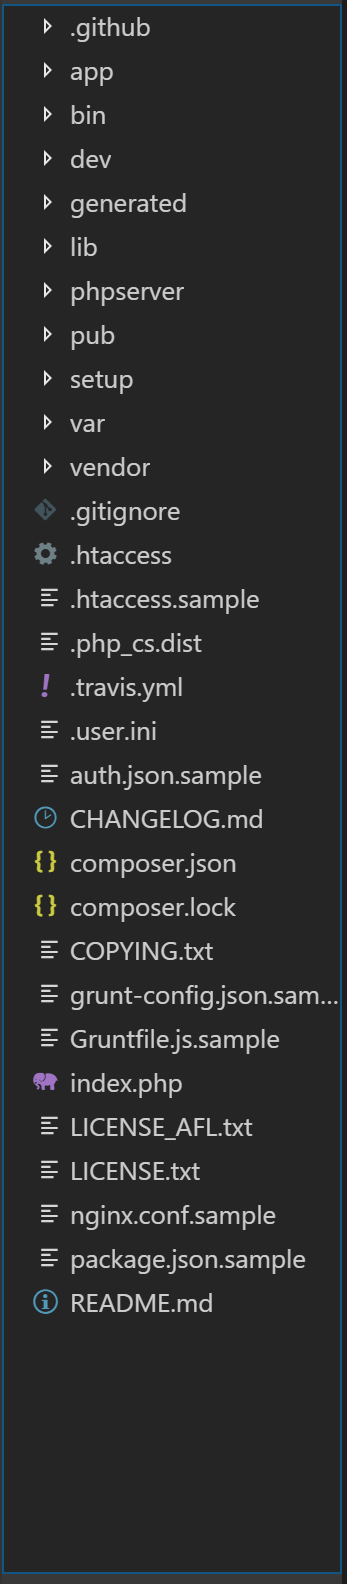 .github
app
bin
dev
generated
lib
phpserver
pub
setup
var
vendor
.gitignore
.htaccess
.htaccess.sample
.php_cs.dist
.travis.yml
.user.ini
auth.json.sample
CHANGELOG.md
composer.json
composer.lock
COPYING.txt
grunt-config.json.sam...
Gruntfile.js.sample
index.php
LICENSE_AFL.txt
LICENSE.txt
nginx.conf.sample
package.json.sample
README.md